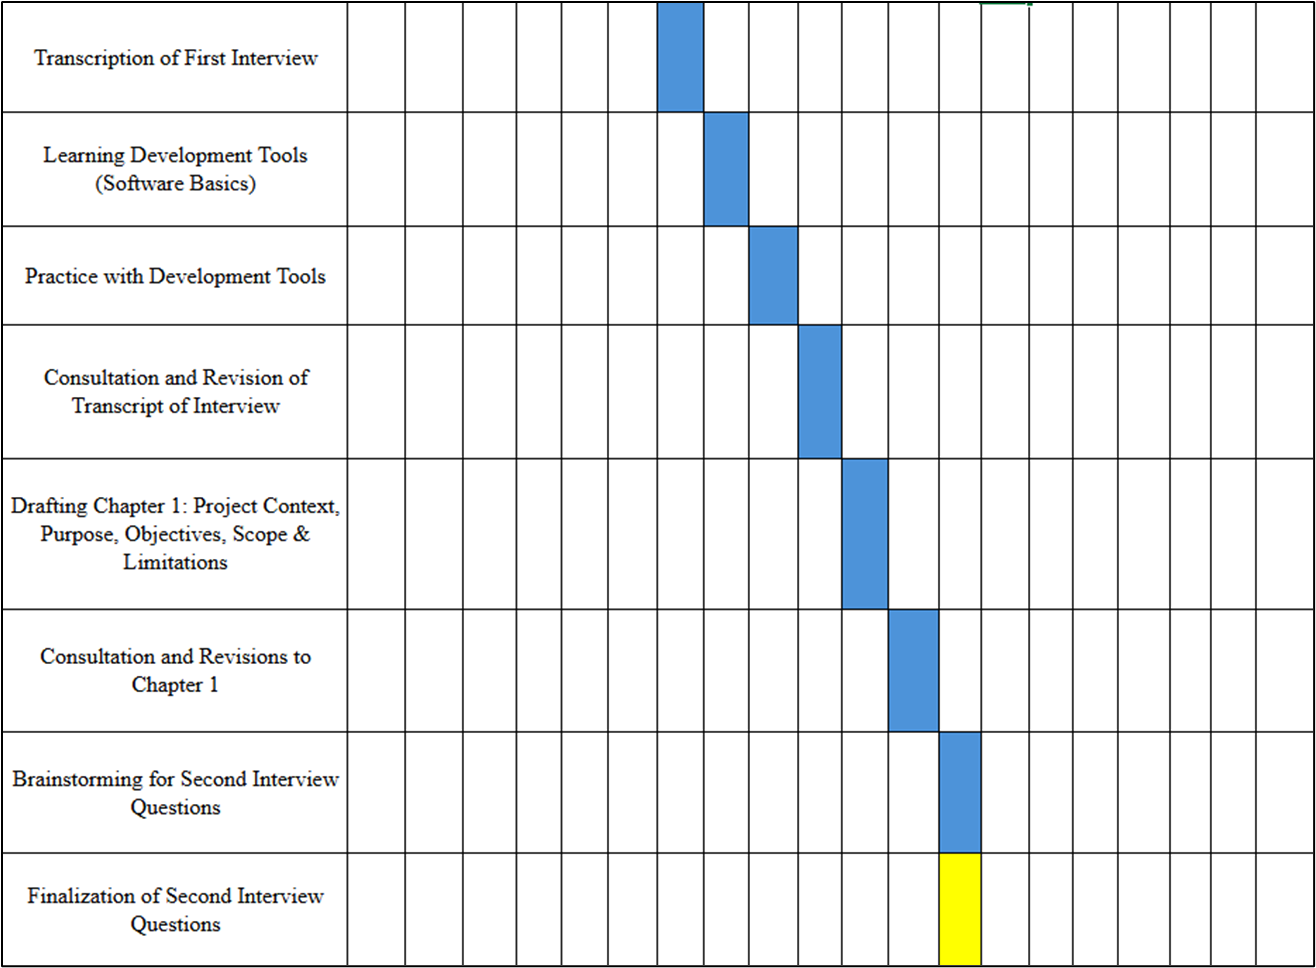 Transcription of First Interview
Learning Development Tools
(Software Basics)
Practice with Development Tools
Consultation and Revision of
Transcript of Interview
Drafting Chapter 1: Project Context,
Purpose, Objectives, Scope &
Limitations
Consultation and Revisions to
Chapter 1
Brainstorming for Second Interview
Questions
Finalization of Second Interview
Questions